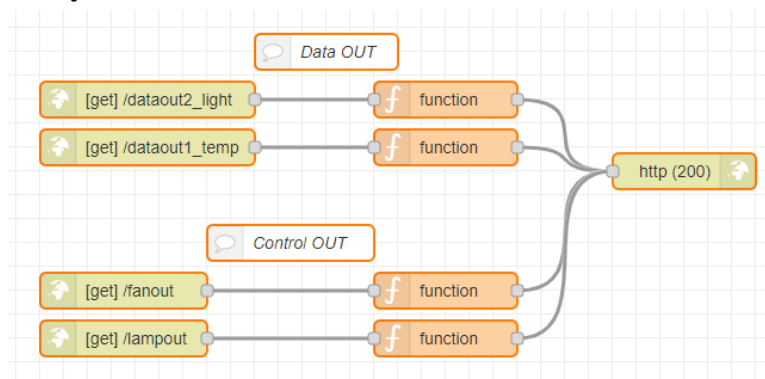 Data OUT
[get] /dataout2_light
function
[get] /dataout1_temp
function
http (200)
Control OUT
[get] /fanout
function
[get] /lampout
function